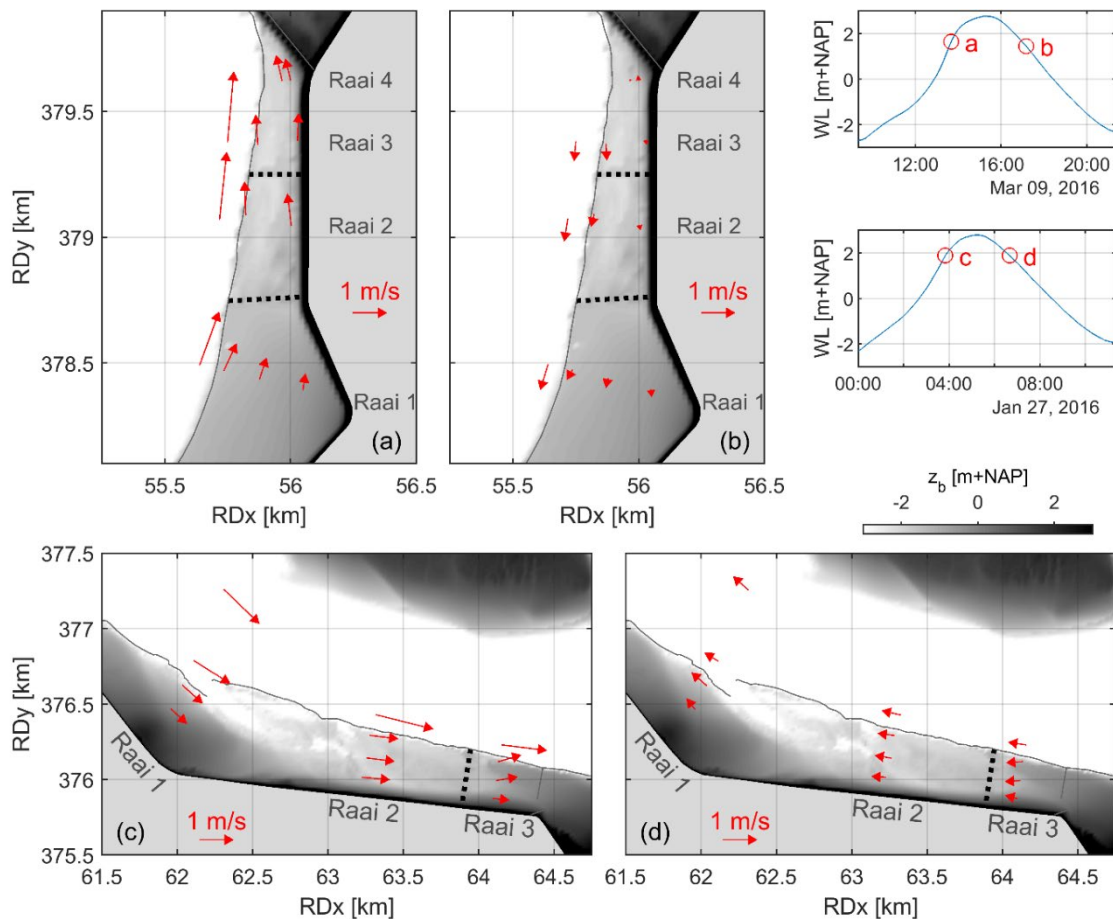 379.5
379
378.5
RDy [km]
Raai 4
Raai 3
Raai 2
1 m/s
Raai 1
(a)
55.5
56
56.5
RDx [km]
Raai 4
Raai 3
Raai 2
1 m/s
Raai 1
(b)
55.5
56
56.5
RDx [km]
WL [m+NAP]
2
0
-2
a
b
12:00
16:00
20:00
Mar 09, 2016
WL [m+NAP]
2
0
-2
c
d
00:00
04:00
08:00
Jan 27, 2016
z_b [m+NAP]
-2
0
2
377.5
377
376.5
376
375.5
RDy [km]
Raai 1
Raai 2
Raai 3
(c)
1 m/s
61.5
62
62.5
63
63.5
64
64.5
RDx [km]
Raai 1
Raai 2
Raai 3
(d)
1 m/s
61.5
62
62.5
63
63.5
64
64.5
RDx [km]